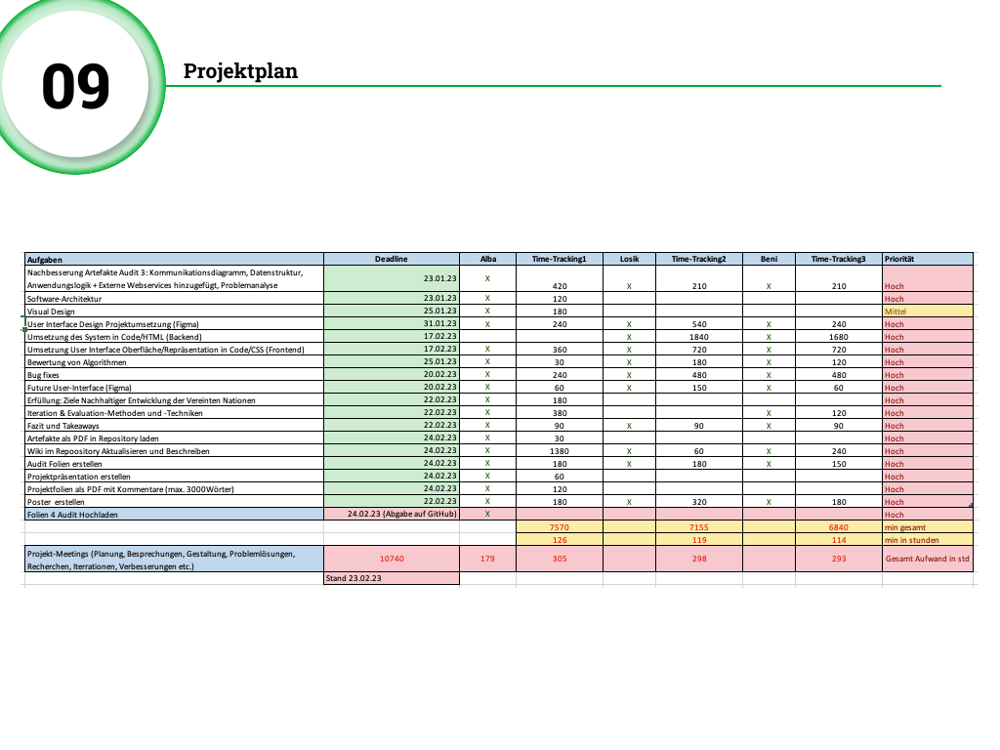 09
Projektplan
Aufgaben Deadline Alba Time-Tracking1 Losik Time-Tracking2 Beni Time-Tracking3 Priorität
Nachbesserung Artefakte Audit 3: Kommunikationsdiagramm, Datenstruktur,
Anwendungslogik + Externe Webservices hinzugefügt, Problemanalyse 23.01.23 X 420 X 210 X 210 Hoch
Software-Architektur 23.01.23 X 120 Hoch
Visual Design 25.01.23 X 180 Mittel
User Interface Design Projektumsetzung (Figma) 31.01.23 X 240 X 540 X 240 Hoch
Umsetzung des System in Code/HTML (Backend) 17.02.23 X 1840 X 1680 Hoch
Umsetzung User Interface Oberfläche/Repräsentation in Code/CSS (Frontend) 17.02.23 X 360 X 720 X 720 Hoch
Bewertung von Algorithmen 25.01.23 X 30 X 180 X 120 Hoch
Bug fixes 20.02.23 X 240 X 480 X 480 Hoch
Future User-Interface (Figma) 20.02.23 X 60 X 150 X 60 Hoch
Erfüllung: Ziele Nachhaltiger Entwicklung der Vereinten Nationen 22.02.23 X 180 Hoch
Iteration & Evaluation-Methoden und -Techniken 22.02.23 X 380 X 120 Hoch
Fazit und Takeaways 22.02.23 X 90 X 90 X 90 Hoch
Artefakte als PDF in Repository laden 24.02.23 X 30 Hoch
Wiki im Repoository Aktualisieren und Beschreiben 24.02.23 X 1380 X 60 X 240 Hoch
Audit Folien erstellen 24.02.23 X 180 X 180 X 150 Hoch
Projektpräsentation erstellen 24.02.23 X 60 Hoch
Projektfolien als PDF mit Kommentare (max. 3000Wörter) 24.02.23 X 120 Hoch
Poster erstellen 22.02.23 X 180 X 320 X 180 Hoch
Folien 4 Audit Hochladen 24.02.23 (Abgabe auf GitHub) X Hoch
7570 7155 6840 min gesamt
126 119 114 min in stunden
Projekt-Meetings (Planung, Besprechungen, Gestaltung, Problemlösungen,
Recherchen, Iterrationen, Verbesserungen etc.) 10740 179 305 298 293 Gesamt Aufwand in std
Stand 23.02.23